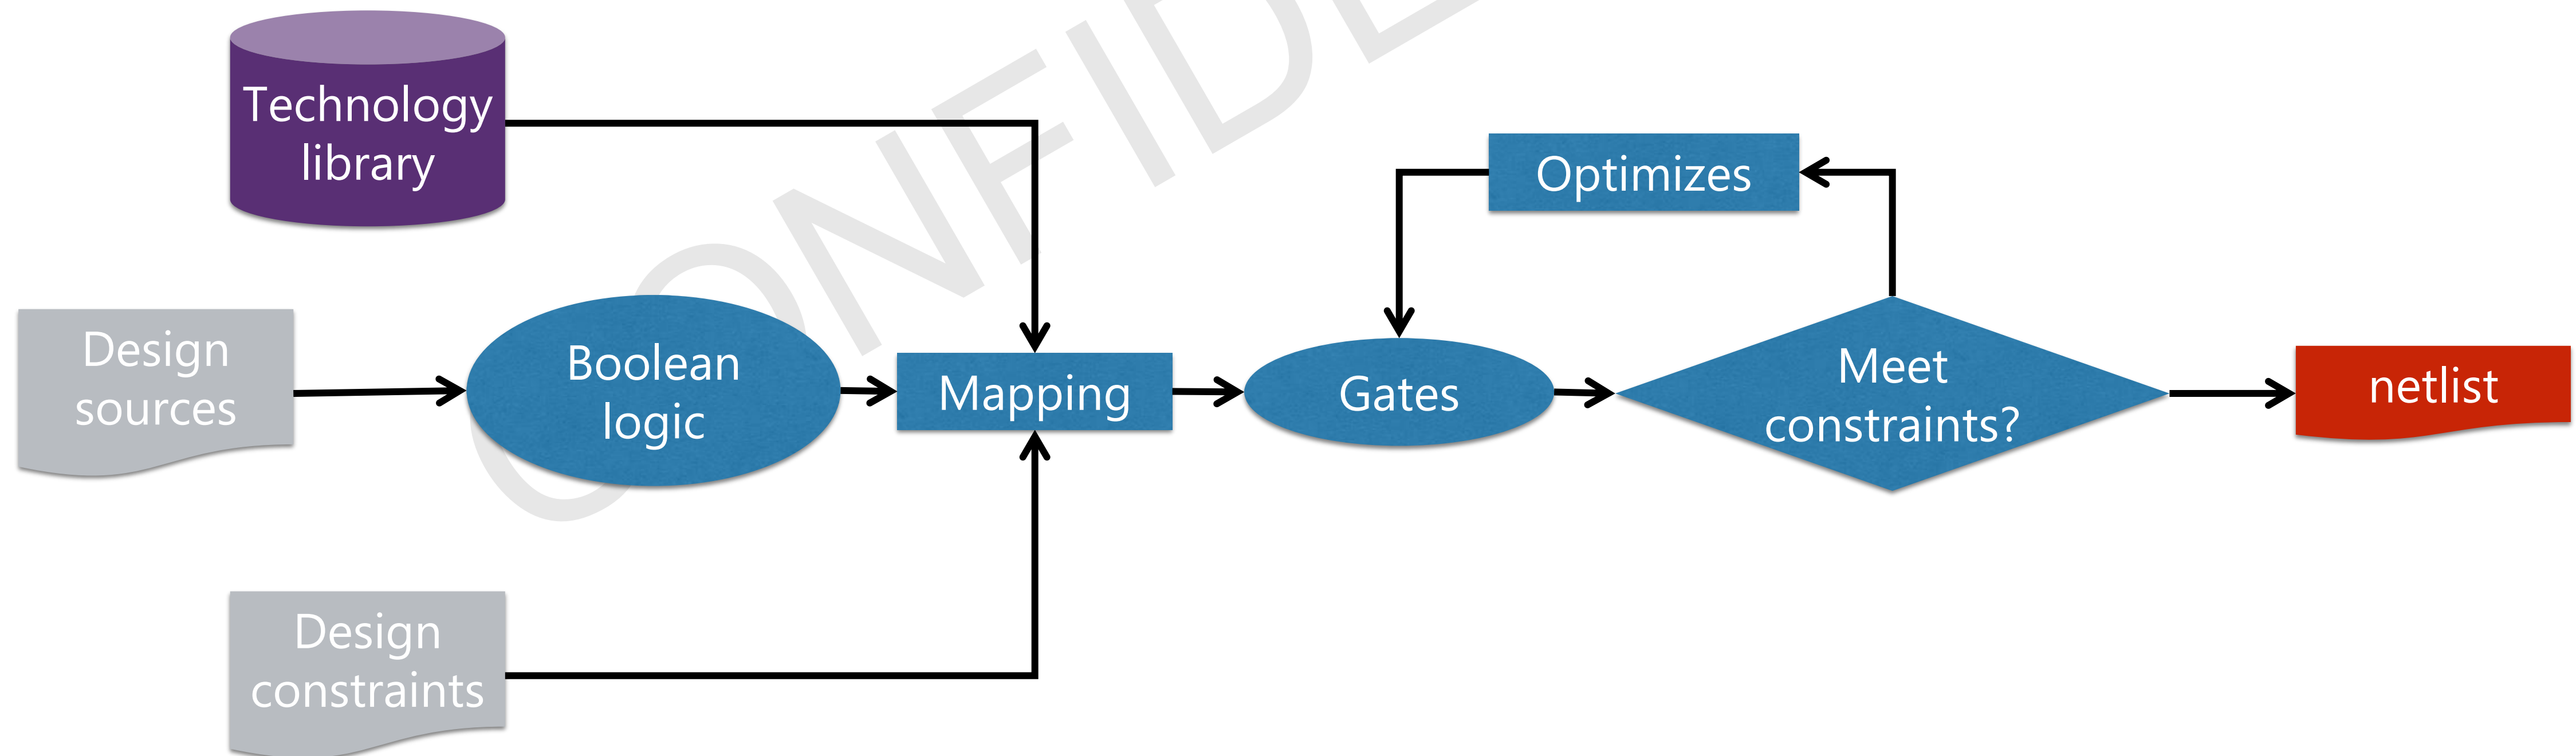 Technology
library
Optimizes
Design
sources
Boolean
logic
Mapping
Gates
Meet
constraints?
netlist
Design
constraints